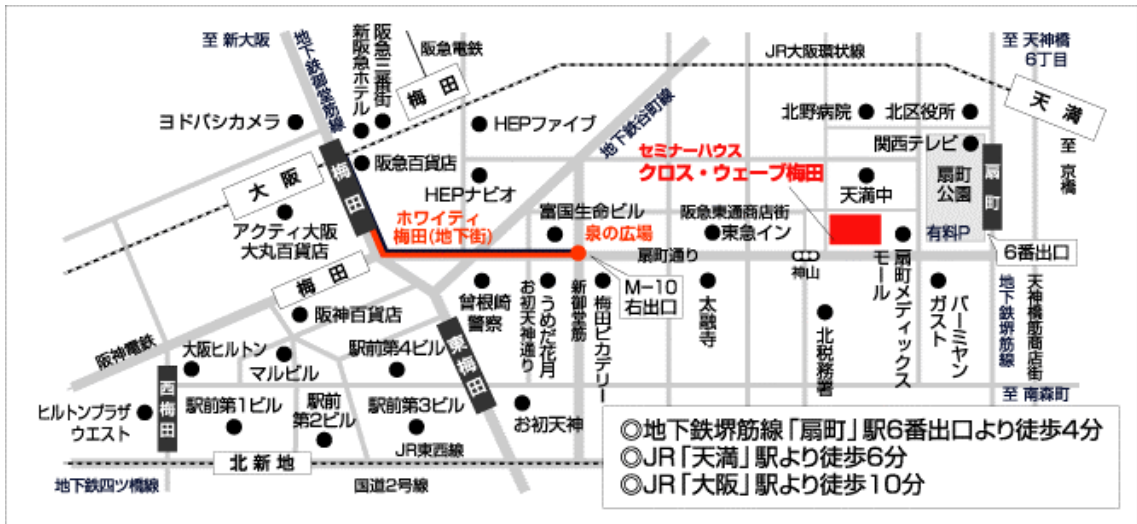 至 新大阪
地下鉄御堂筋線
新阪急ホテル
阪急三番街
阪急電鉄
梅田
JR大阪環状線
至 天神橋
6丁目
天満
至 京橋
ヨドバシカメラ
HEPファイブ
地下鉄谷町線
北野病院
北区役所
関西テレビ
大阪
梅田
阪急百貨店
HEPナビオ
セミナーハウス
クロス・ウェーブ梅田
天満中
扇町
公園
扇町
アクティ大阪
大丸百貨店
ホワイティ
梅田(地下街)
富国生命ビル
泉の広場
阪急東通商店街
東急イン
有料P
6番出口
扇町通り
神山
扇町メディックス
モール
梅田
M-10
右出口
阪神百貨店
曾根崎
警察
お初天神通り
うめだ花月
新御堂筋
梅田ピカデリー
太融寺
北税務署
ガスト
バーミヤン
地下鉄堺筋線
天神橋筋商店街
阪神電鉄
大阪ヒルトン
マルビル
駅前第4ビル
東梅田
至 南森町
西梅田
ヒルトンプラザ
ウエスト
駅前第1ビル
駅前
第2ビル
駅前第3ビル
お初天神
JR東西線
北新地
地下鉄四ツ橋線
国道2号線
◎地下鉄堺筋線「扇町」駅6番出口より徒歩4分
◎JR「天満」駅より徒歩6分
◎JR「大阪」駅より徒歩10分